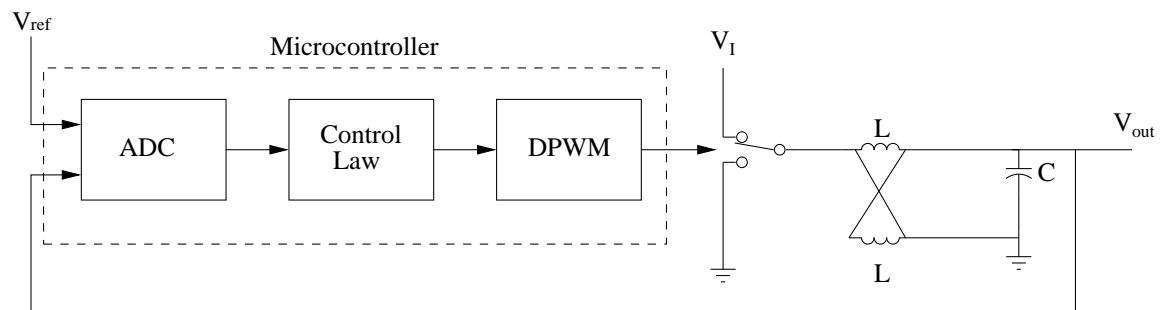 Vref
Microcontroller
VI
ADC
Control
Law
DPWM
L
Vout
C
L